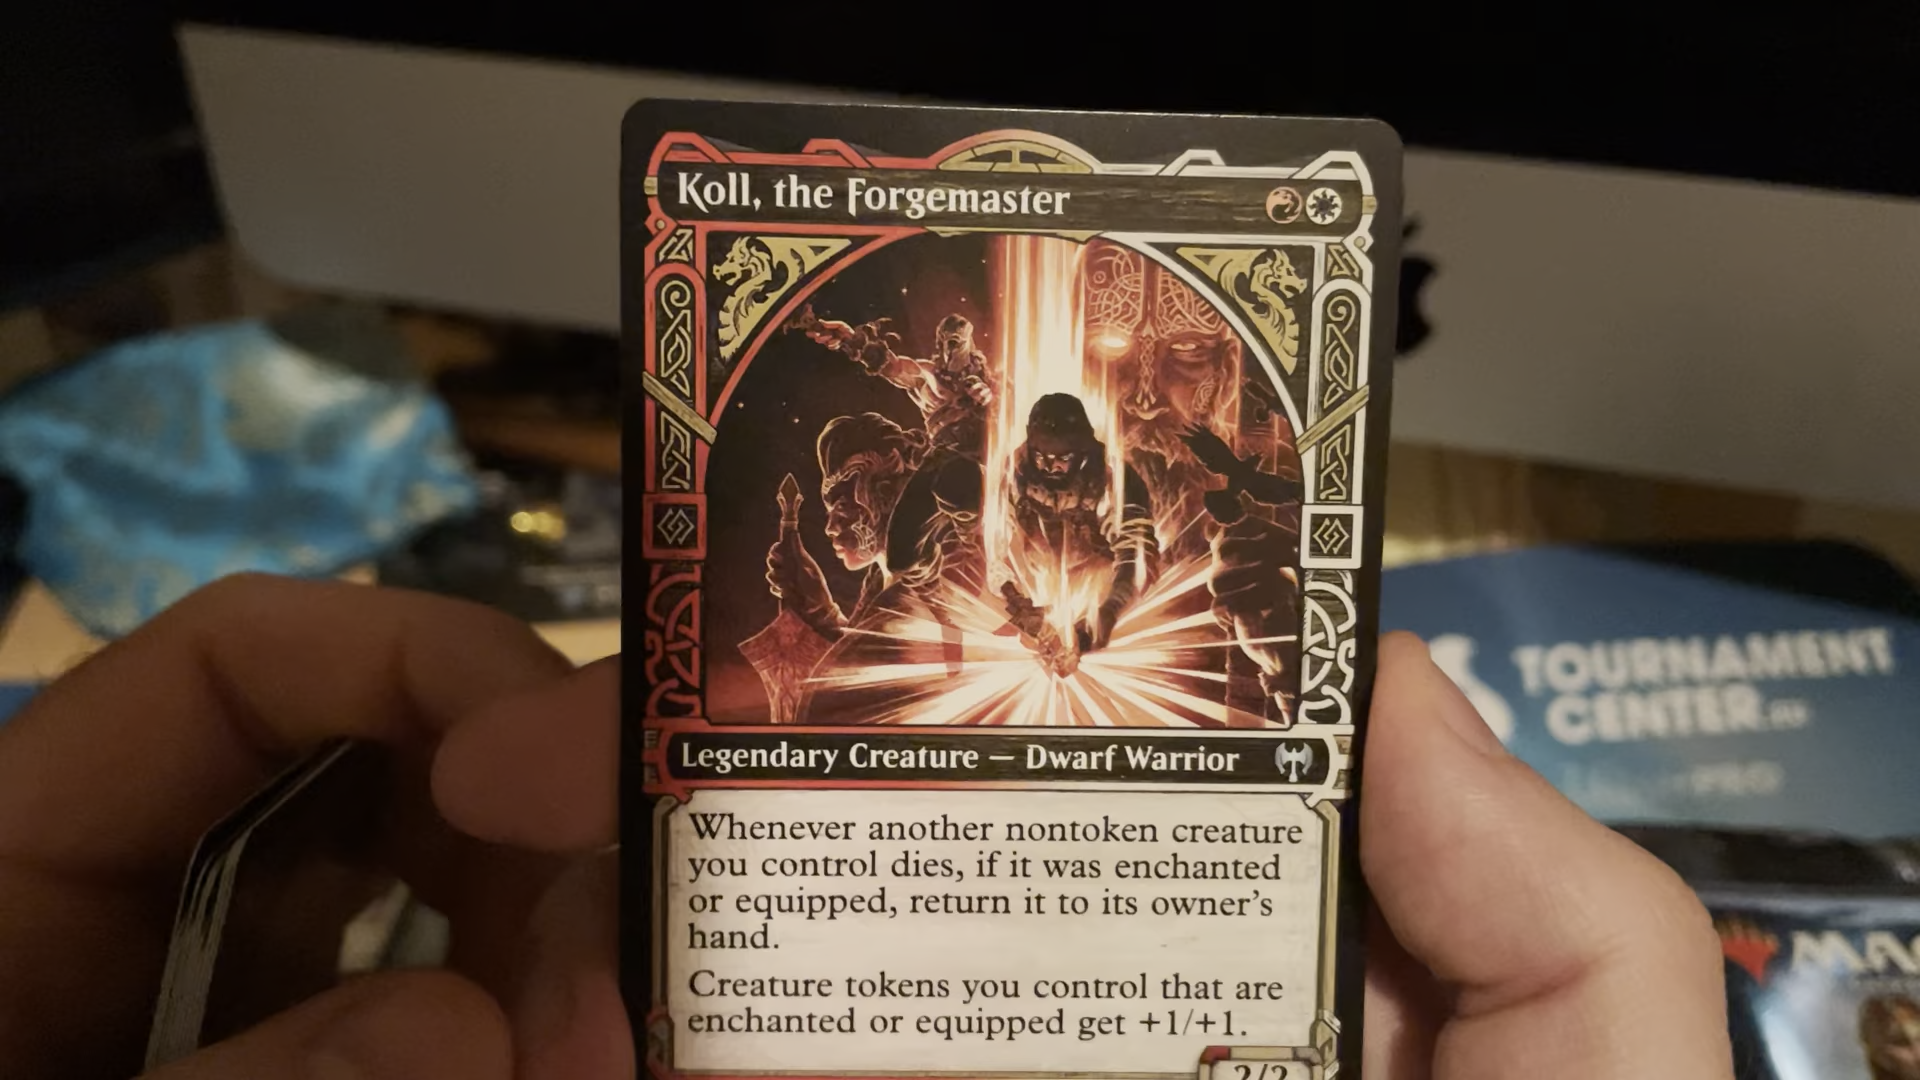 Koll, the Forgemaster
Legendary Creature — Dwarf Warrior
Whenever another nontoken creature
you control dies, if it was enchanted
or equipped, return it to its owner's
hand.
Creature tokens you control that are
enchanted or equipped get +1/+1.
2/2
TOURNAMENT
CENTER